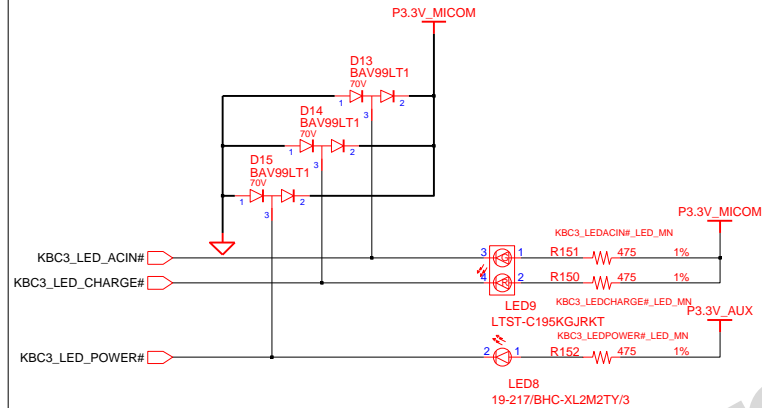 P3.3V_MICOM
D13
BAV99LT1
70V
1
2
3
D14
BAV99LT1
70V
1
2
3
D15
BAV99LT1
70V
1
2
3
P3.3V_MICOM
KBC3_LEDACIN#_LED_MN
KBC3_LED_ACIN#
3
1
R151
475
1%
KBC3_LED_CHARGE#
4
2
R150
475
1%
KBC3_LEDCHARGE#_LED_MN
LED9
LTST-C195KGJRKT
P3.3V_AUX
KBC3_LEDPOWER#_LED_MN
KBC3_LED_POWER#
2
1
R152
475
1%
LED8
19-217/BHC-XL2M2TY/3